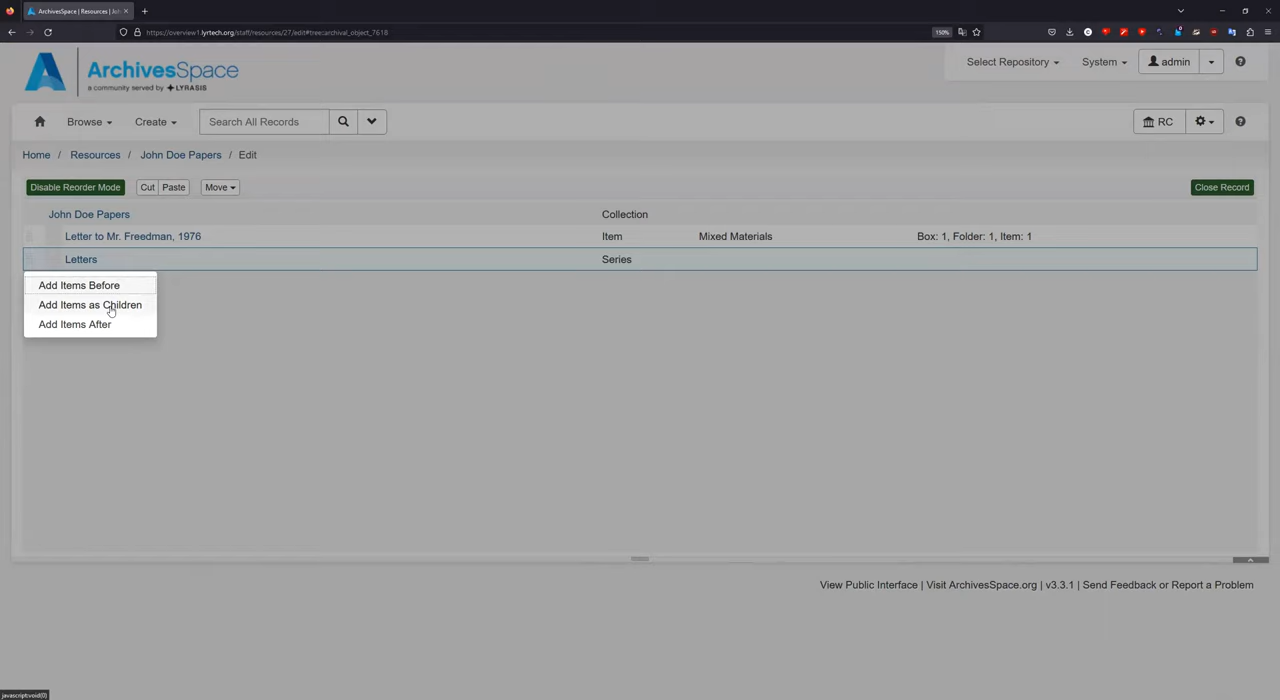 ArchivesSpace | Resources | Joh
https://overview1.lyrtech.org/staff/resources/27/edit#tree::archival_object_7618
150%
ArchivesSpace
a community served by LYRASIS
Select Repository
System
admin
Browse
Create
Search All Records
RC
Home / Resources / John Doe Papers / Edit
Disable Reorder Mode
Cut
Paste
Move
Close Record
John Doe Papers
Collection
Letter to Mr. Freedman, 1976
Item
Mixed Materials
Box: 1, Folder: 1, Item: 1
Letters
Series
Add Items Before
Add Items as Children
Add Items After
View Public Interface | Visit ArchivesSpace.org | v3.3.1 | Send Feedback or Report a Problem
javascript:void(0)